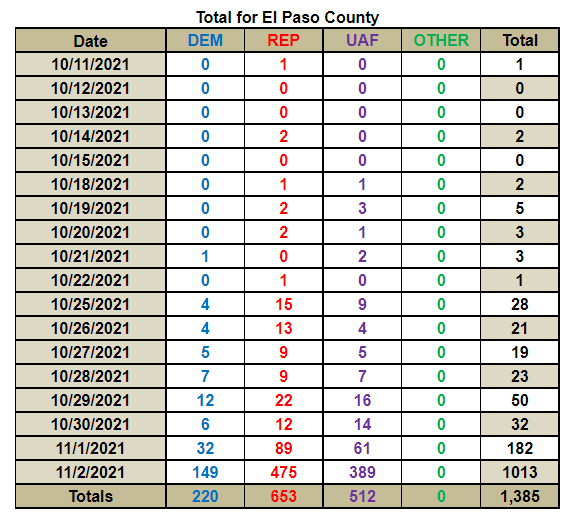 Total for El Paso County
Date DEM REP UAF OTHER Total
10/11/2021 0 1 0 0 1
10/12/2021 0 0 0 0 0
10/13/2021 0 0 0 0 0
10/14/2021 0 2 0 0 2
10/15/2021 0 0 0 0 0
10/18/2021 0 1 1 0 2
10/19/2021 0 2 3 0 5
10/20/2021 0 2 1 0 3
10/21/2021 1 0 2 0 3
10/22/2021 0 1 0 0 1
10/25/2021 4 15 9 0 28
10/26/2021 4 13 4 0 21
10/27/2021 5 9 5 0 19
10/28/2021 7 9 7 0 23
10/29/2021 12 22 16 0 50
10/30/2021 6 12 14 0 32
11/1/2021 32 89 61 0 182
11/2/2021 149 475 389 0 1013
Totals 220 653 512 0 1,385